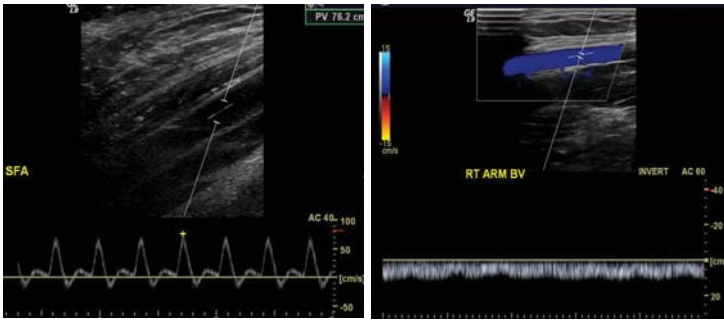 PV 76.2 cm
SFA
AC 40
100
50
[cm/s]
-50
15
-15
cm/s
RT ARM BV
INVERT AC 60
-40
-20
[cm
20